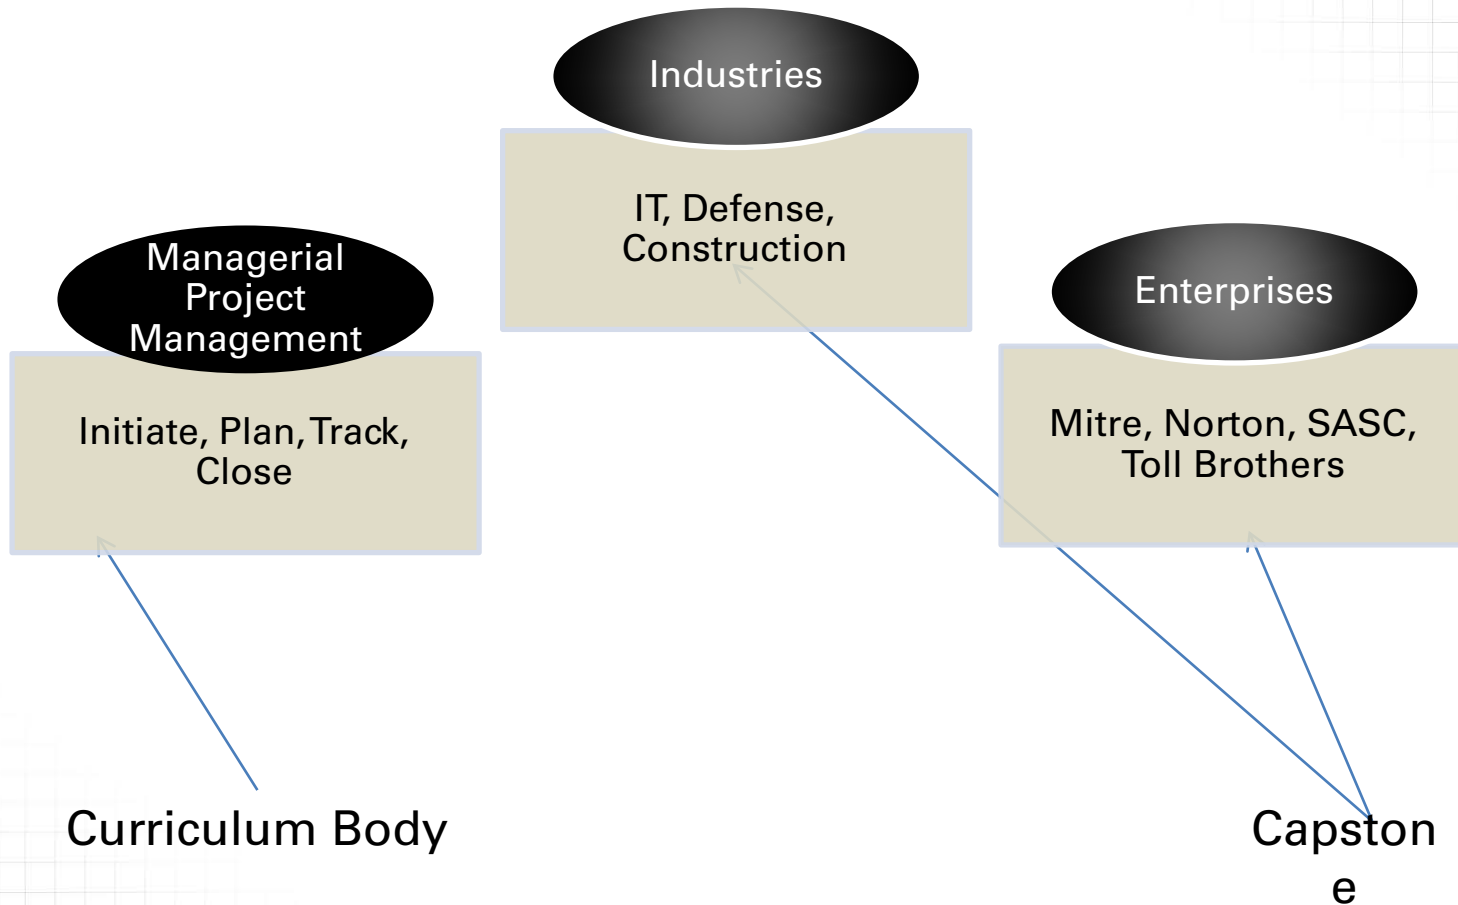 Industries
IT, Defense,
Construction
Managerial
Project
Management
Initiate, Plan, Track,
Close
Enterprises
Mitre, Norton, SASC,
Toll Brothers
Curriculum Body
Capston
e